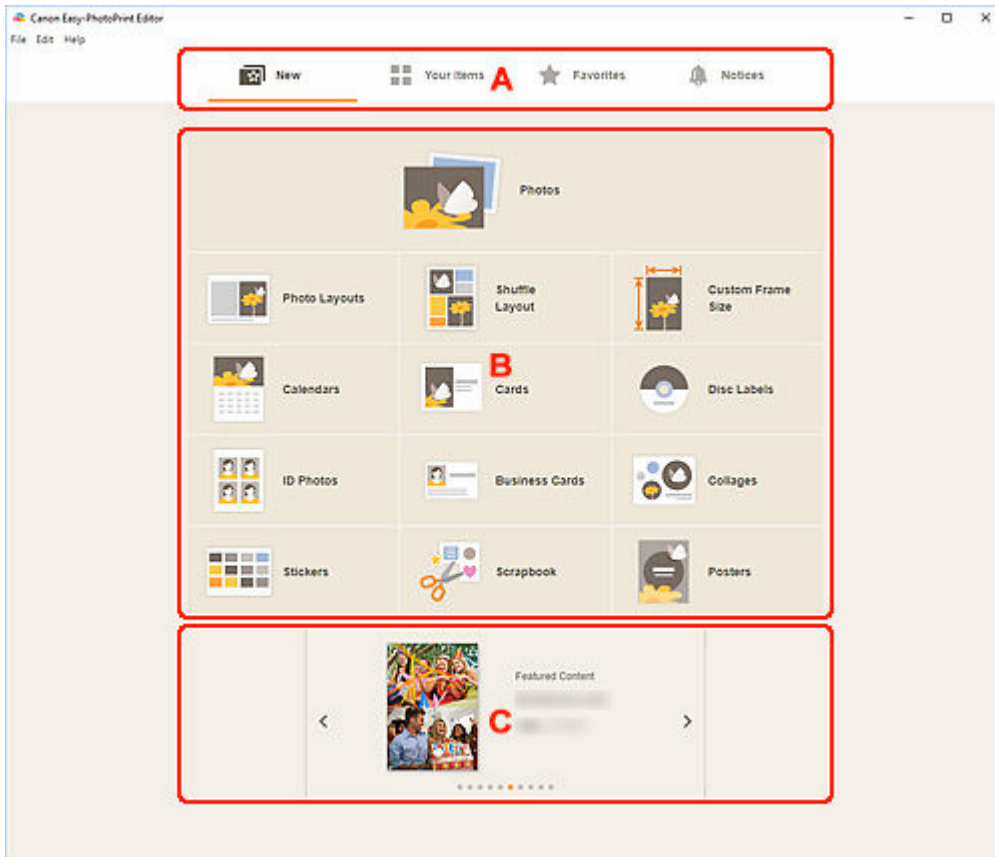 Canon Easy-PhotoPrint Editor
File Edit Help
New Your Items A Favorites Notices
Photos
Photo Layouts Shuffle Layout Custom Frame Size
B
Calendars Cards Disc Labels
ID Photos Business Cards Collages
Stickers Scrapbook Posters
Featured Content
C